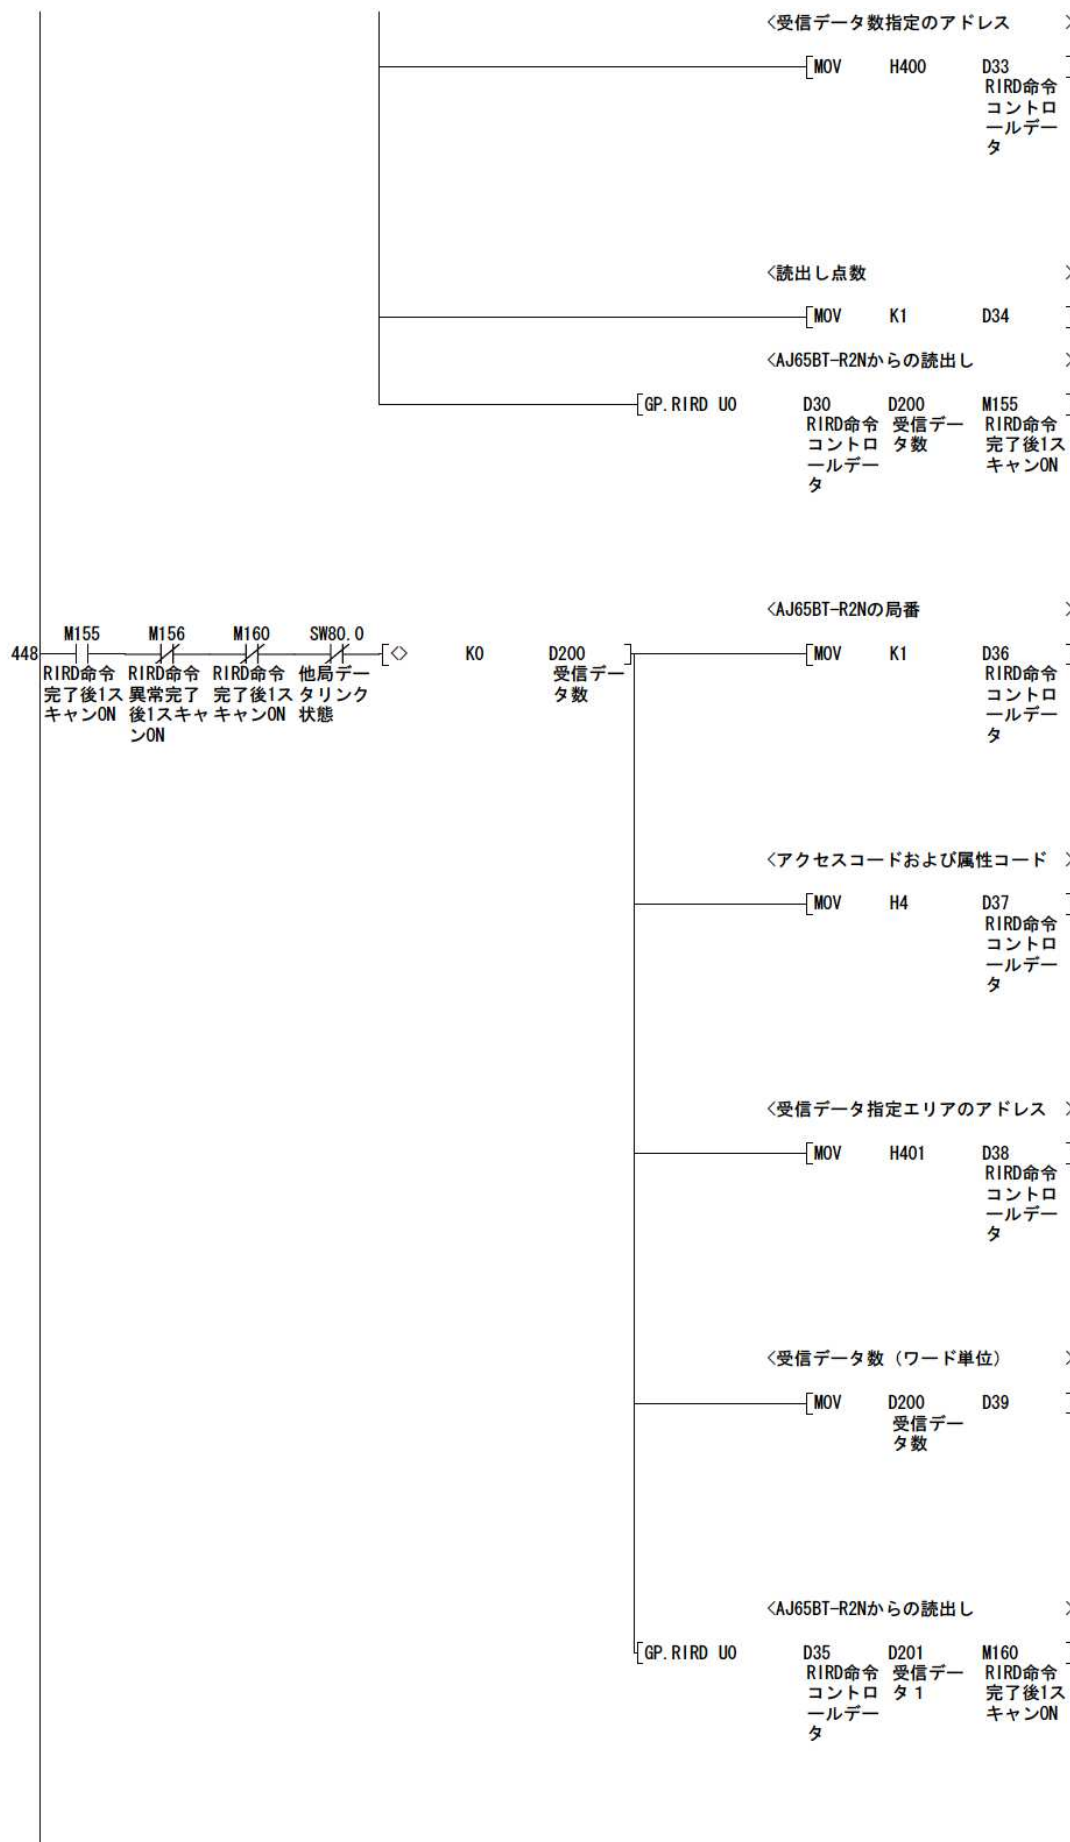 <受信データ数指定のアドレス >
[MOV H400 D33 ]
RIRD命令
コントロ
ールデー
タ
<読出し点数 >
[MOV K1 D34 ]
<AJ65BT-R2Nからの読出し >
[GP.RIRD U0 D30 D200 M155 ]
RIRD命令 受信デー RIRD命令
コントロ タ数 完了後1ス
ールデー キャンON
タ
<AJ65BT-R2Nの局番 >
448 M155 M156 M160 SW80.0
[<> K0 D200 ] [MOV K1 D36 ]
RIRD命令 RIRD命令 RIRD命令 他局デー 受信デー RIRD命令
完了後1ス 異常完了 完了後1ス タリンク タ数 コントロ
キャンON 後1スキャ キャンON 状態 ールデー
ンON タ
<アクセスコードおよび属性コード >
[MOV H4 D37 ]
RIRD命令
コントロ
ールデー
タ
<受信データ指定エリアのアドレス >
[MOV H401 D38 ]
RIRD命令
コントロ
ールデー
タ
<受信データ数（ワード単位） >
[MOV D200 D39 ]
受信デー
タ数
<AJ65BT-R2Nからの読出し >
[GP.RIRD U0 D35 D201 M160 ]
RIRD命令 受信デー RIRD命令
コントロ タ１ 完了後1ス
ールデー キャンON
タ